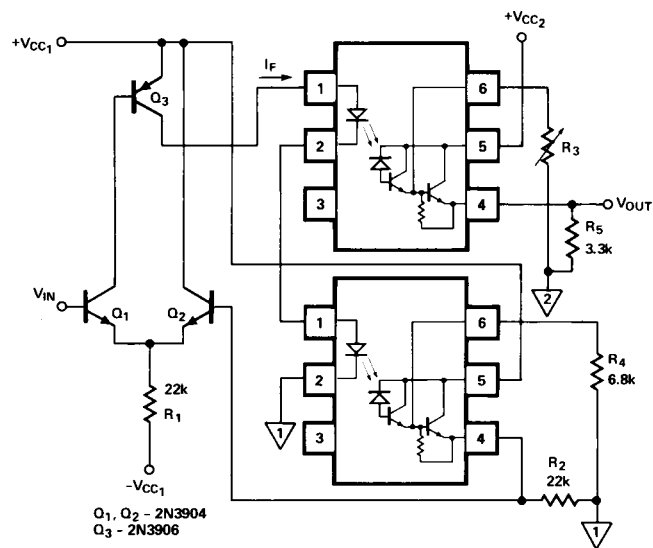 +VCC1
+VCC2
IF
Q3
1
2
3
6
5
4
R3
VOUT
R5
3.3k
2
VIN
Q1
Q2
1
2
3
6
5
4
R4
6.8k
22k
R1
1
R2
22k
-VCC1
1
Q1, Q2 - 2N3904
Q3 - 2N3906